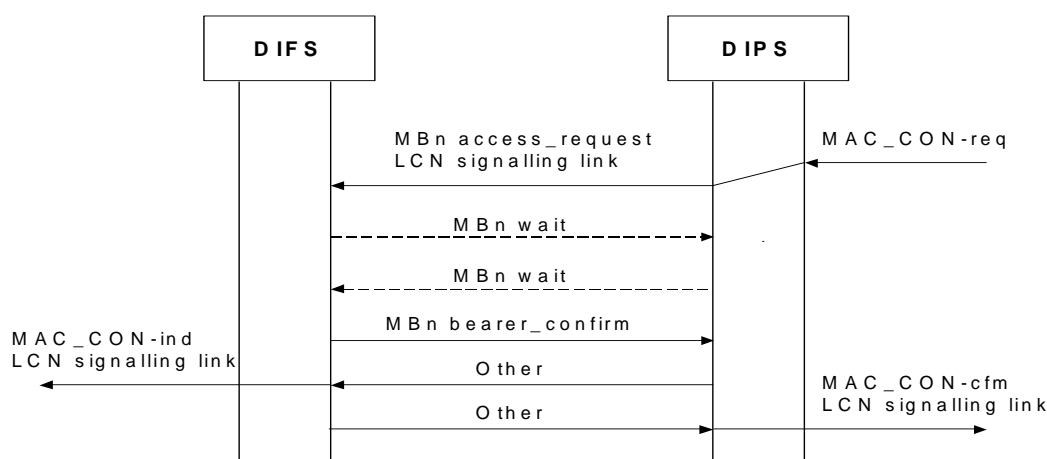 DIFS
DIPS
MBn access_request
LCN signalling link
MAC_CON-req
MBn wait
MBn wait
MBn bearer_confirm
MAC_CON-ind
LCN signalling link
Other
MAC_CON-cfm
LCN signalling link
Other